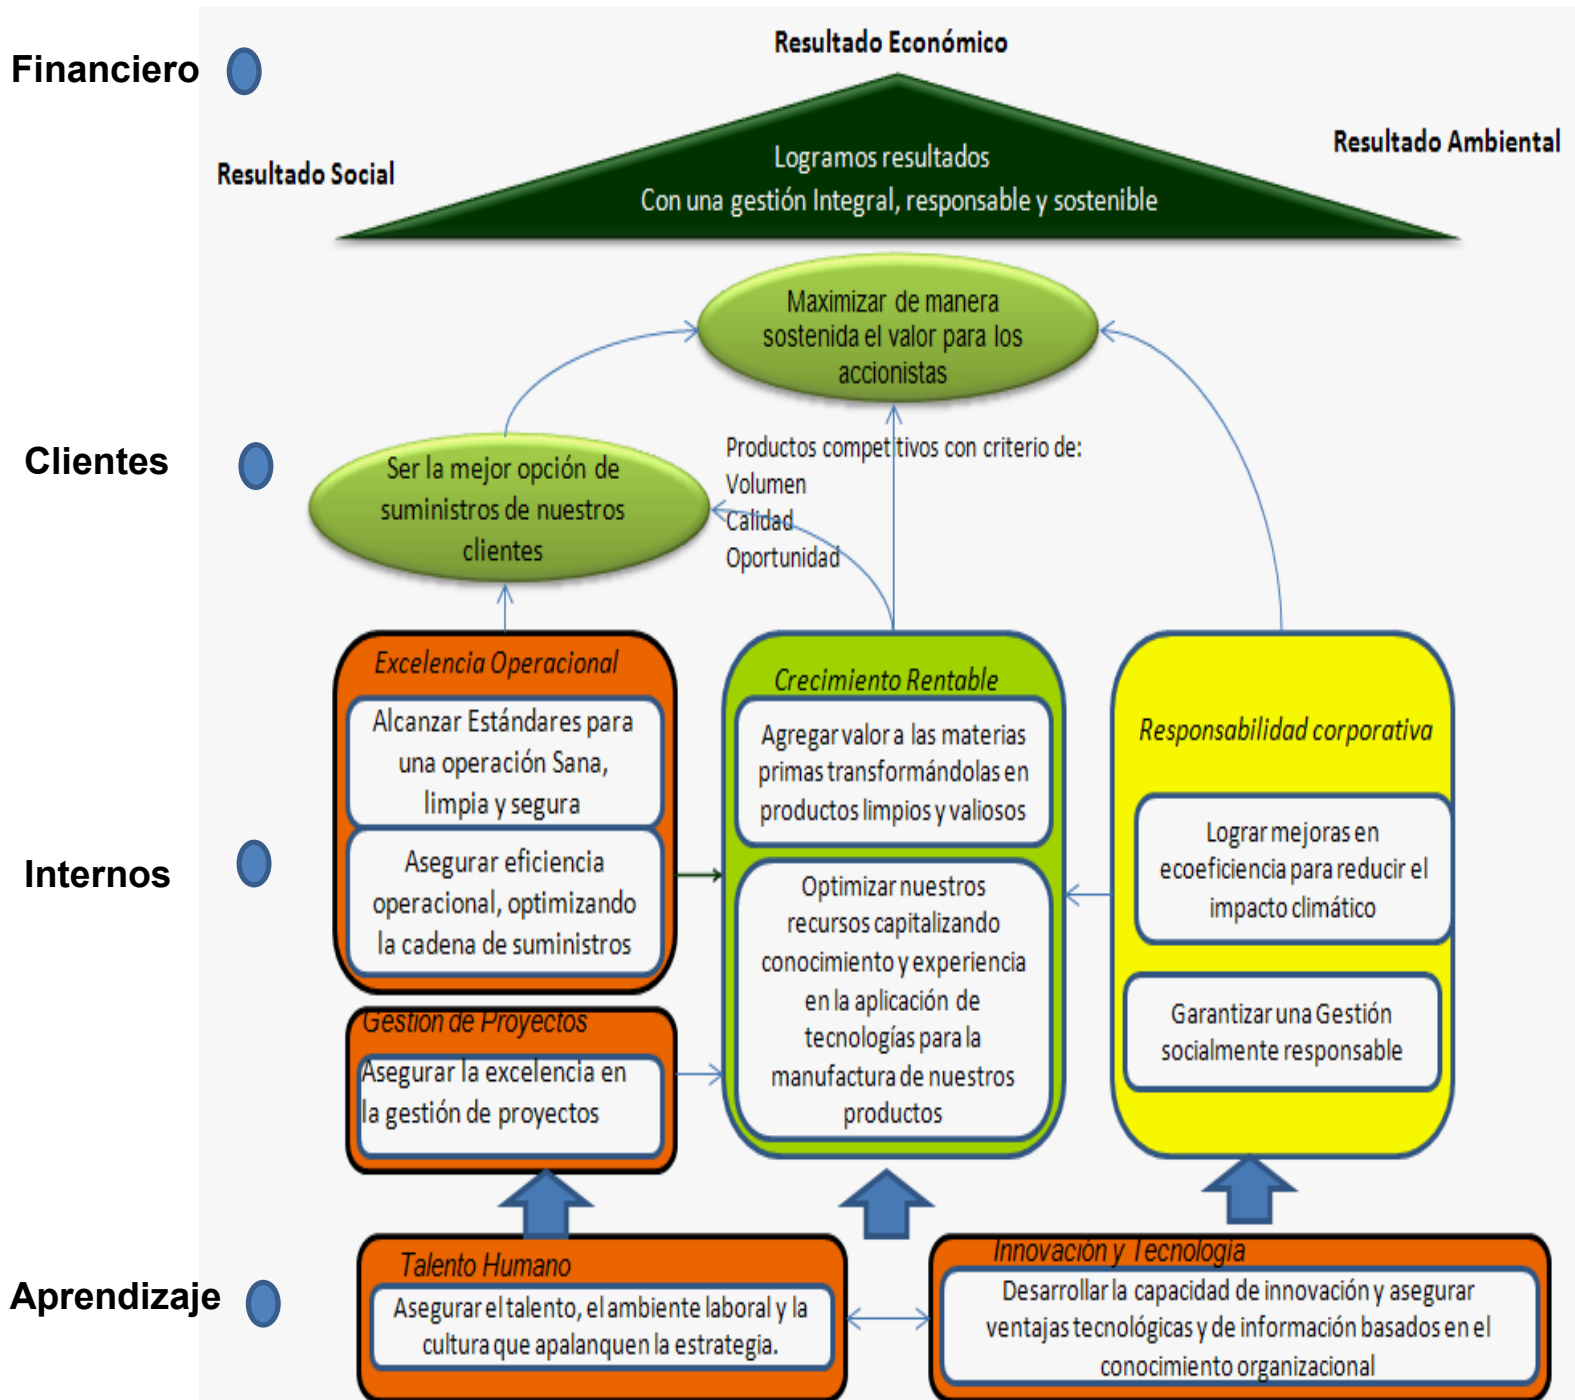 Financiero
Resultado Económico
Resultado Social
Resultado Ambiental
Logramos resultados
Con una gestión Integral, responsable y sostenible
Maximizar de manera
sostenida el valor para los
accionistas
Clientes
Ser la mejor opción de
suministros de nuestros
clientes
Productos competitivos con criterio de:
Volumen
Calidad
Oportunidad
Internos
Excelencia Operacional
Alcanzar Estándares para
una operación Sana,
limpia y segura
Asegurar eficiencia
operacional, optimizando
la cadena de suministros
Gestión de Proyectos
Asegurar la excelencia en
la gestión de proyectos
Crecimiento Rentable
Agregar valor a las materias
primas transformándolas en
productos limpios y valiosos
Optimizar nuestros
recursos capitalizando
conocimiento y experiencia
en la aplicación de
tecnologías para la
manufactura de nuestros
productos
Responsabilidad corporativa
Lograr mejoras en
ecoeficiencia para reducir el
impacto climático
Garantizar una Gestión
socialmente responsable
Aprendizaje
Talento Humano
Asegurar el talento, el ambiente laboral y la
cultura que apalanquen la estrategia.
Innovación y Tecnología
Desarrollar la capacidad de innovación y asegurar
ventajas tecnológicas y de información basados en el
conocimiento organizacional